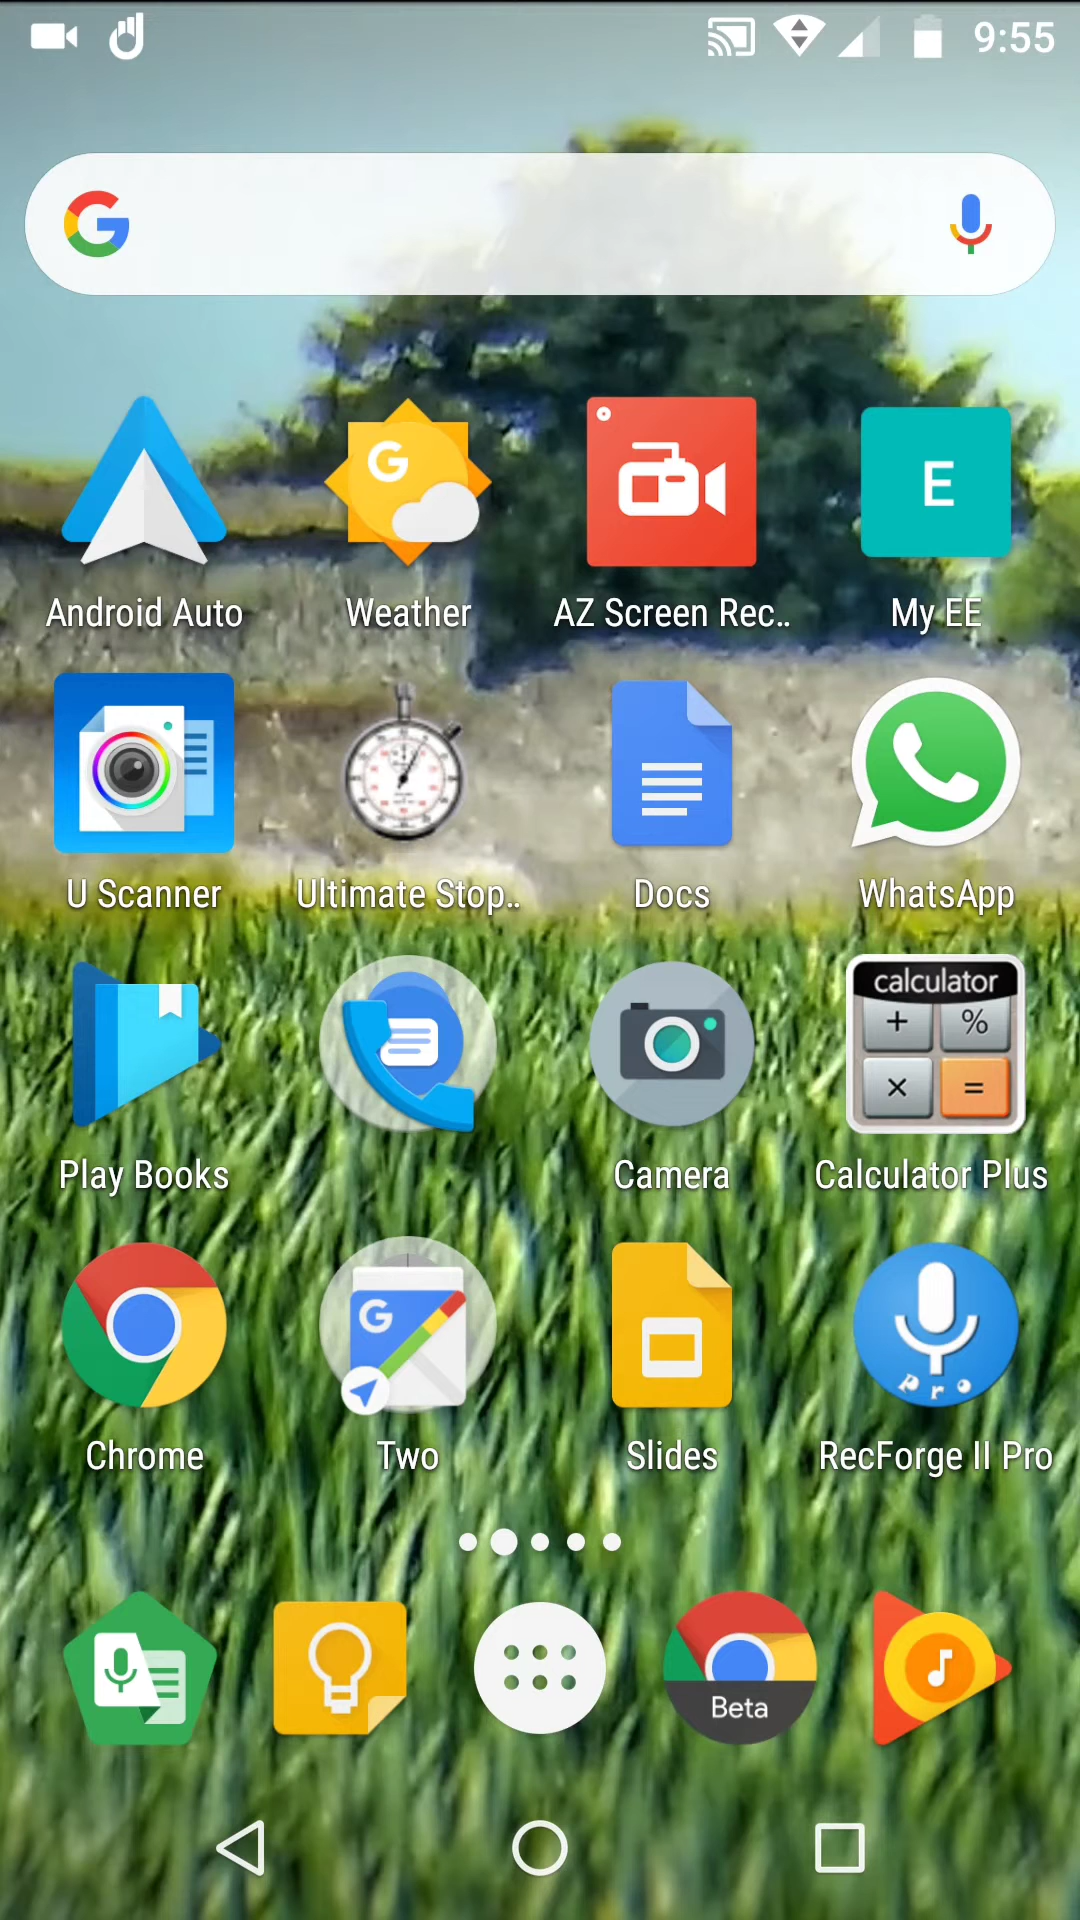 9:55
G
Android Auto
G
Weather
AZ Screen Rec..
E
My EE
U Scanner
Ultimate Stop..
Docs
WhatsApp
Play Books
Camera
calculator
+ %
× =
Calculator Plus
Chrome
G
Two
Slides
Pro
RecForge II Pro
Beta